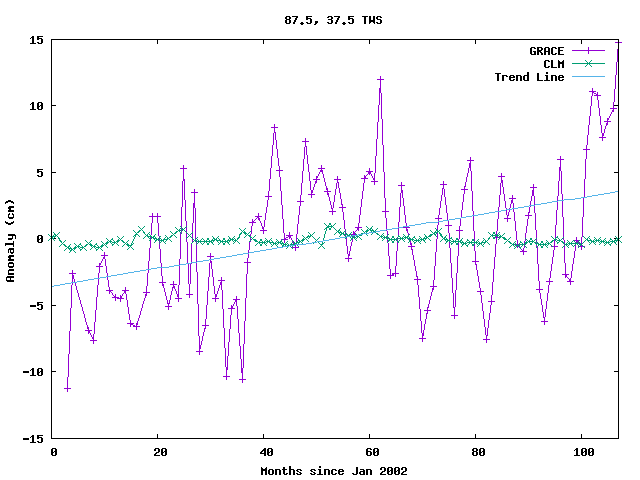 87.5, 37.5 TWS
GRACE
CLM
Trend Line
15
10
5
0
-5
-10
-15
Anomaly (cm)
0 20 40 60 80 100
Months since Jan 2002